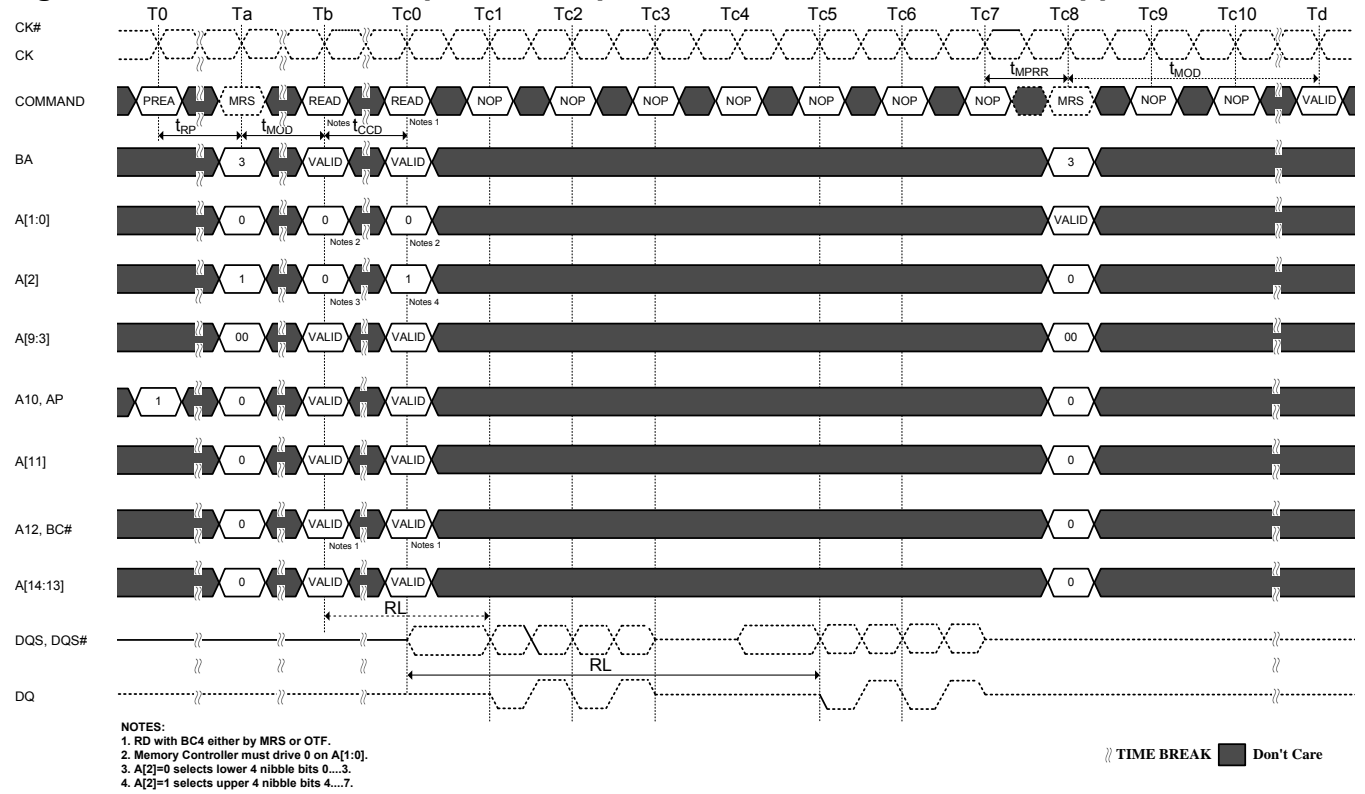 T0 Ta Tb Tc0 Tc1 Tc2 Tc3 Tc4 Tc5 Tc6 Tc7 Tc8 Tc9 Tc10 Td
CK#
CK
tMPRR tMOD
COMMAND PREA MRS READ READ NOP NOP NOP NOP NOP NOP NOP MRS NOP NOP VALID
Notes 1 Notes 1
tRP tMOD tCCD
BA 3 VALID VALID 3
A[1:0] 0 0 0 VALID
Notes 2 Notes 2
A[2] 1 0 1 0
Notes 3 Notes 4
A[9:3] 00 VALID VALID 00
A10, AP 1 0 VALID VALID 0
A[11] 0 VALID VALID 0
A12, BC# 0 VALID VALID 0
Notes 1 Notes 1
A[14:13] 0 VALID VALID 0
RL
DQS, DQS#
RL
DQ
NOTES:
1. RD with BC4 either by MRS or OTF.
2. Memory Controller must drive 0 on A[1:0].
3. A[2]=0 selects lower 4 nibble bits 0....3.
4. A[2]=1 selects upper 4 nibble bits 4....7.
TIME BREAK Don't Care